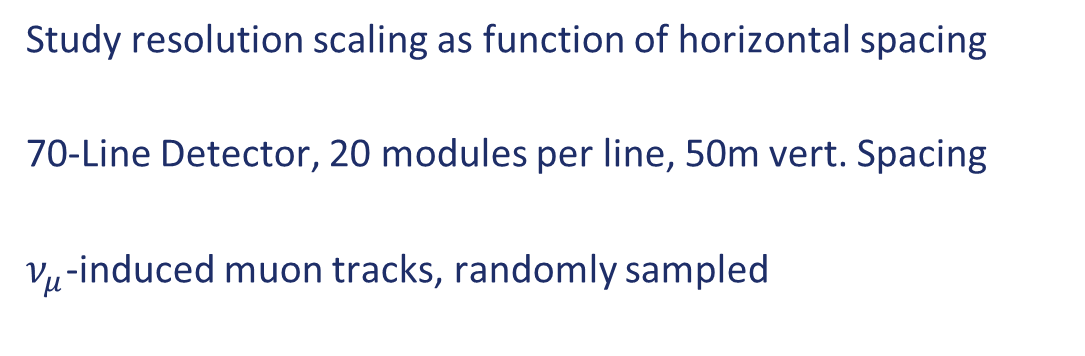 Study resolution scaling as function of horizontal spacing
70-Line Detector, 20 modules per line, 50m vert. Spacing
νμ-induced muon tracks, randomly sampled